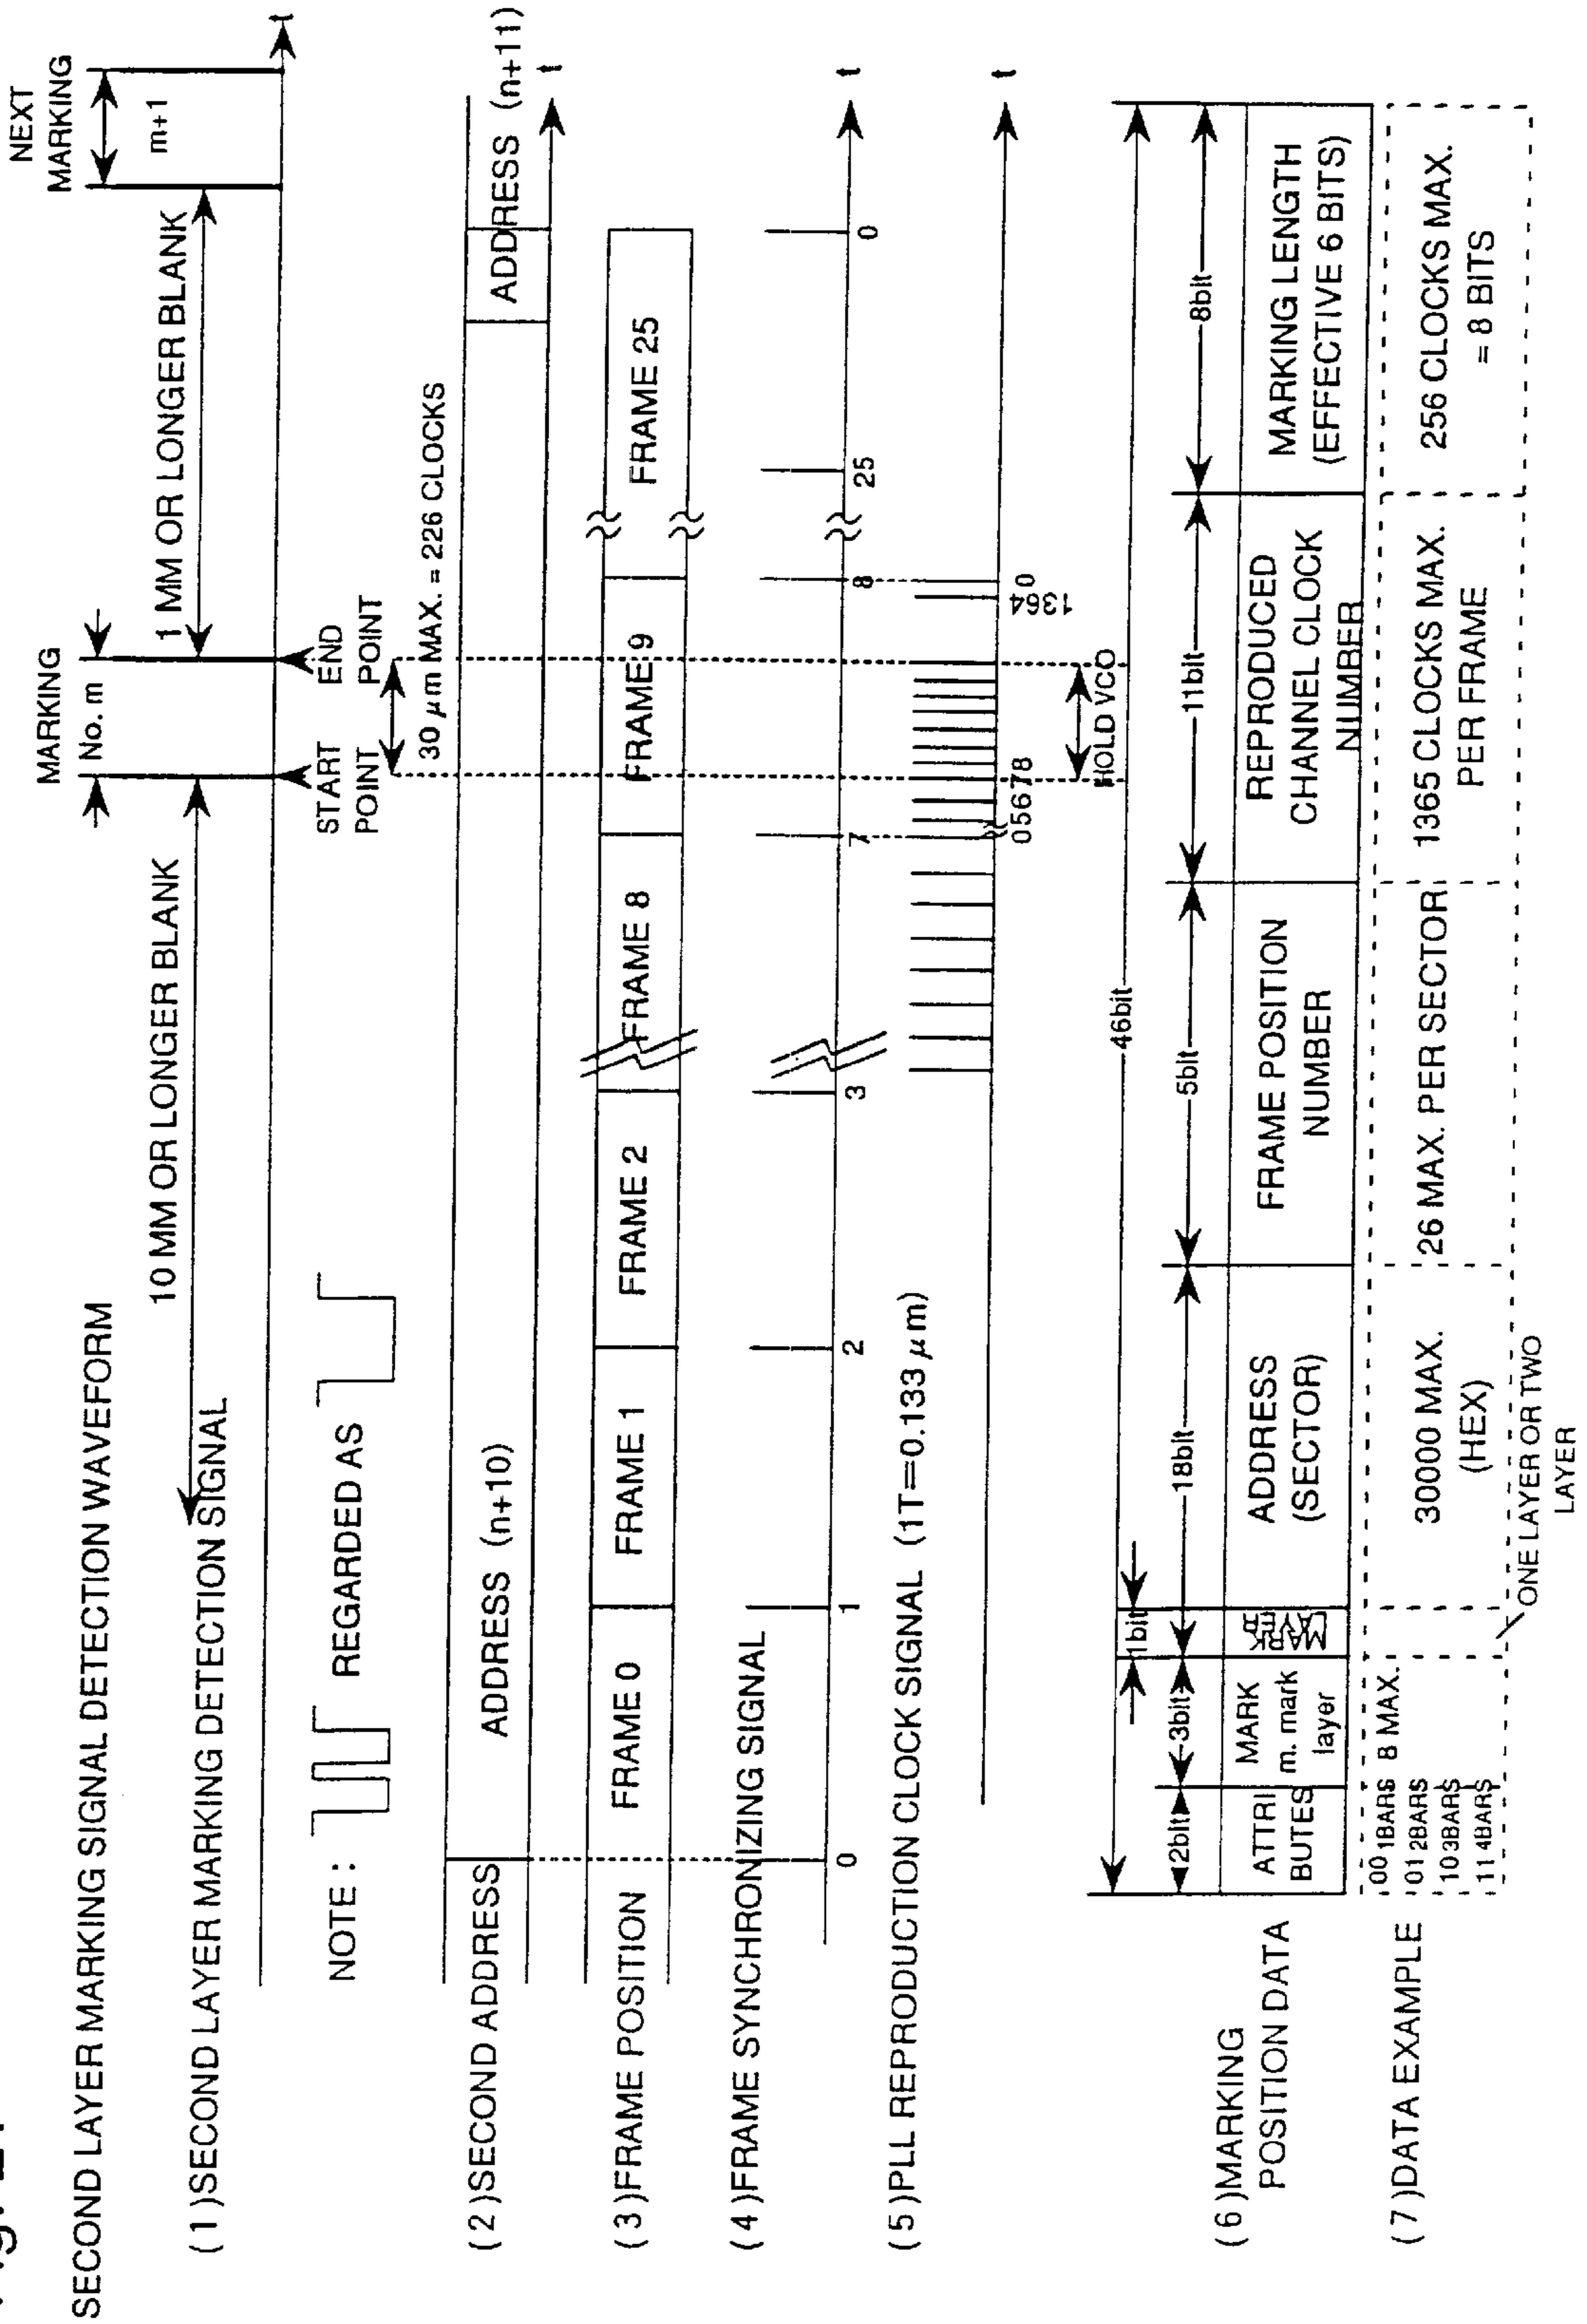 SECOND LAYER MARKING SIGNAL DETECTION WAVEFORM
MARKING
No. m
NEXT
MARKING
m+1
10 MM OR LONGER BLANK
1 MM OR LONGER BLANK
(1)SECOND LAYER MARKING DETECTION SIGNAL
t
NOTE :
REGARDED AS
START
POINT
END
POINT
30 μm MAX. = 226 CLOCKS
(2)SECOND ADDRESS
ADDRESS (n+10)
ADDRESS (n+11)
t
(3)FRAME POSITION
FRAME 0
FRAME 1
FRAME 2
FRAME 8
FRAME 9
FRAME 25
(4)FRAME SYNCHRONIZING SIGNAL
0 1 2 3 7 8 25 0
t
(5)PLL REPRODUCTION CLOCK SIGNAL (1T=0.133 μm)
05678
1364
0
t
HOLD VCO
46bit
2bit
3bit
1bit
18bit
5bit
11bit
8bit
(6)MARKING
POSITION DATA
ATTRI
BUTES
MARK
m. mark
layer
MARK
LAYER
ADDRESS
(SECTOR)
FRAME POSITION
NUMBER
REPRODUCED
CHANNEL CLOCK
NUMBER
MARKING LENGTH
(EFFECTIVE 6 BITS)
(7)DATA EXAMPLE
00 1BARS
01 2BARS
10 3BARS
11 4BARS
8 MAX.
30000 MAX.
(HEX)
26 MAX. PER SECTOR
1365 CLOCKS MAX.
PER FRAME
256 CLOCKS MAX.
= 8 BITS
ONE LAYER OR TWO
LAYER